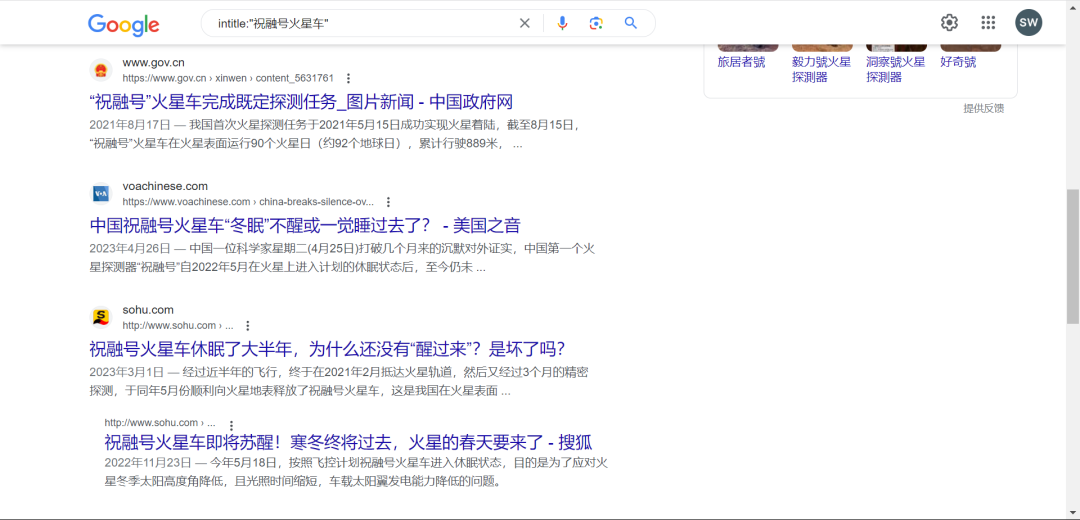 Google
intitle:"祝融号火星车"
SW
www.gov.cn
https://www.gov.cn › xinwen › content_5631761
“祝融号”火星车完成既定探测任务_图片新闻 - 中国政府网
2021年8月17日 — 我国首次火星探测任务于2021年5月15日成功实现火星着陆，截至8月15日，
“祝融号”火星车在火星表面运行90个火星日（约92个地球日），累计行驶889米， ...
voachinese.com
https://www.voachinese.com › china-breaks-silence-ov...
中国祝融号火星车“冬眠”不醒或一觉睡过去了？ - 美国之音
2023年4月26日 — 中国一位科学家星期二(4月25日)打破几个月来的沉默对外证实，中国第一个火
星探测器“祝融号”自2022年5月在火星上进入计划的休眠状态后，至今仍未 ...
sohu.com
http://www.sohu.com › ...
祝融号火星车休眠了大半年，为什么还没有“醒过来”？是坏了吗？
2023年3月1日 — 经过近半年的飞行，终于在2021年2月抵达火星轨道，然后又经过3个月的精密
探测，于同年5月份顺利向火星地表释放了祝融号火星车，这是我国在火星表面 ...
http://www.sohu.com › ...
祝融号火星车即将苏醒！寒冬终将过去，火星的春天要来了 - 搜狐
2022年11月23日 — 今年5月18日，按照飞控计划祝融号火星车进入休眠状态，目的是为了应对火
星冬季太阳高度角降低，且光照时间缩短，车载太阳翼发电能力降低的问题。
旅居者號
毅力號火星
探測器
洞察號火星
探測器
好奇號
提供反馈